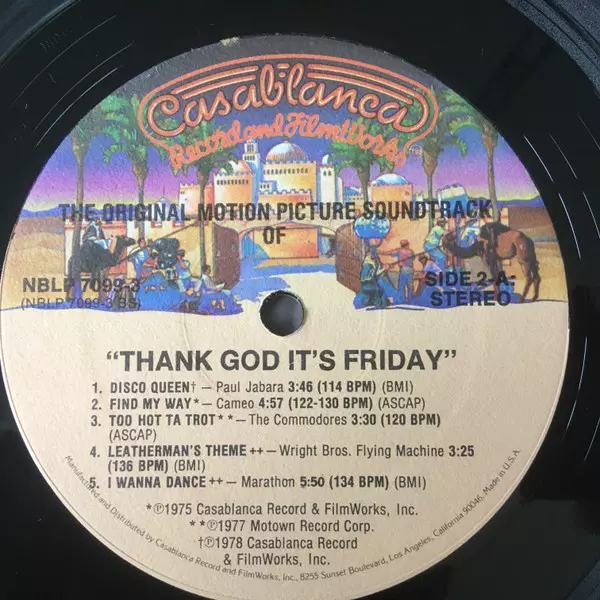 Casablanca
Record and FilmWorks
THE ORIGINAL MOTION PICTURE SOUNDTRACK
OF
NBLP 7099-3
(NBLP 7099-3 BS)
SIDE 2-A-
STEREO
"THANK GOD IT'S FRIDAY"
1. DISCO QUEEN† — Paul Jabara 3:46 (114 BPM) (BMI)
2. FIND MY WAY* — Cameo 4:57 (122-130 BPM) (ASCAP)
3. TOO HOT TA TROT** — The Commodores 3:30 (120 BPM)
(ASCAP)
4. LEATHERMAN'S THEME ++ — Wright Bros. Flying Machine 3:25
(136 BPM) (BMI)
5. I WANNA DANCE ++ — Marathon 5:50 (134 BPM) (BMI)
*℗1975 Casablanca Record & FilmWorks, Inc.
**℗1977 Motown Record Corp.
†℗1978 Casablanca Record
& FilmWorks, Inc.
Manufactured and Distributed by Casablanca Record and FilmWorks, Inc., 8255 Sunset Boulevard, Los Angeles, California 90046, Made in U.S.A.